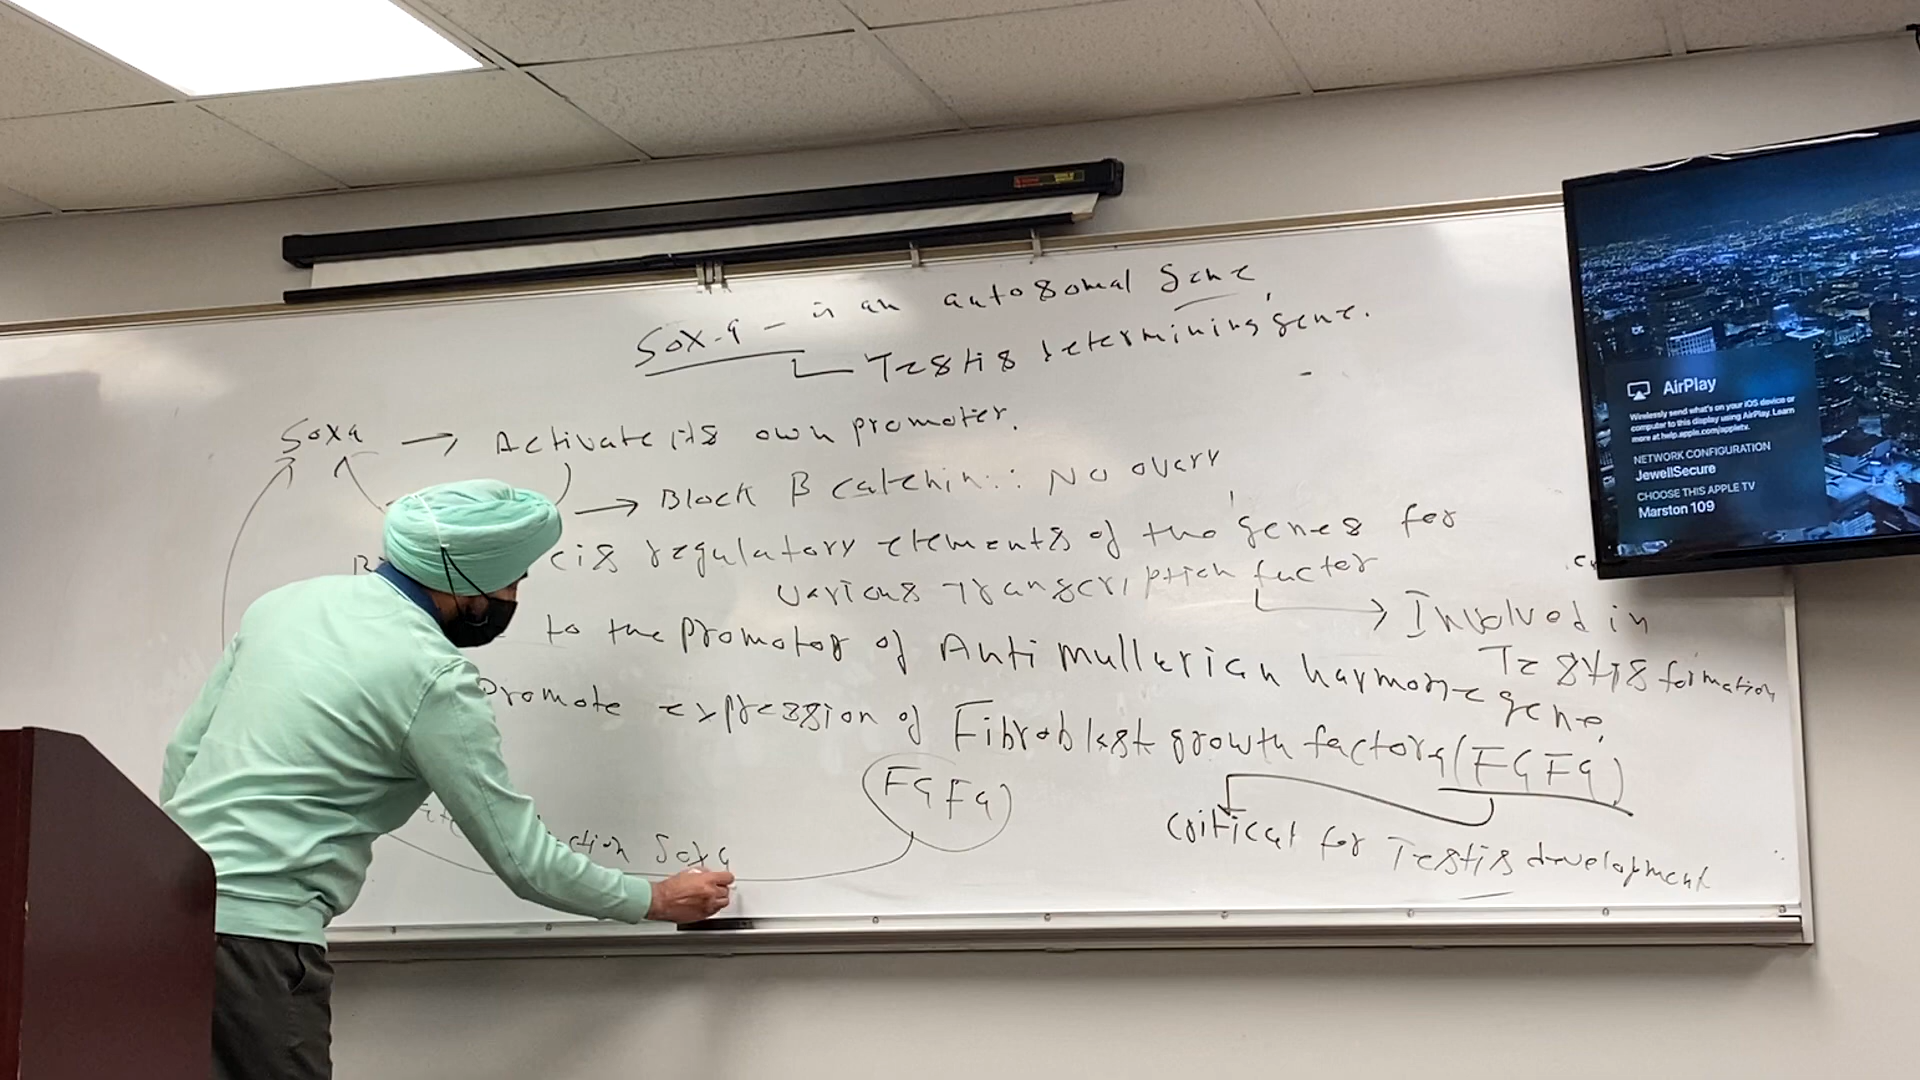 SOX-9 - is an autosomal gene
Testis determining gene.
SOX9 → Activate its own promoter.
→ Block β catenin ∴ No ovary
cis regulatory elements of the genes for
various transcription factor
→ Involved in
Testis formation
to the promotor of Anti mullerian harmone gene.
Promote expression of Fibroblast growth factor9 (FGF9)
FGF9
critical for Testis development
SOX9
AirPlay
Wirelessly send what's on your iOS device or
computer to this display using AirPlay. Learn
more at help.apple.com/appletv.
NETWORK CONFIGURATION
JewellSecure
CHOOSE THIS APPLE TV
Marston 109